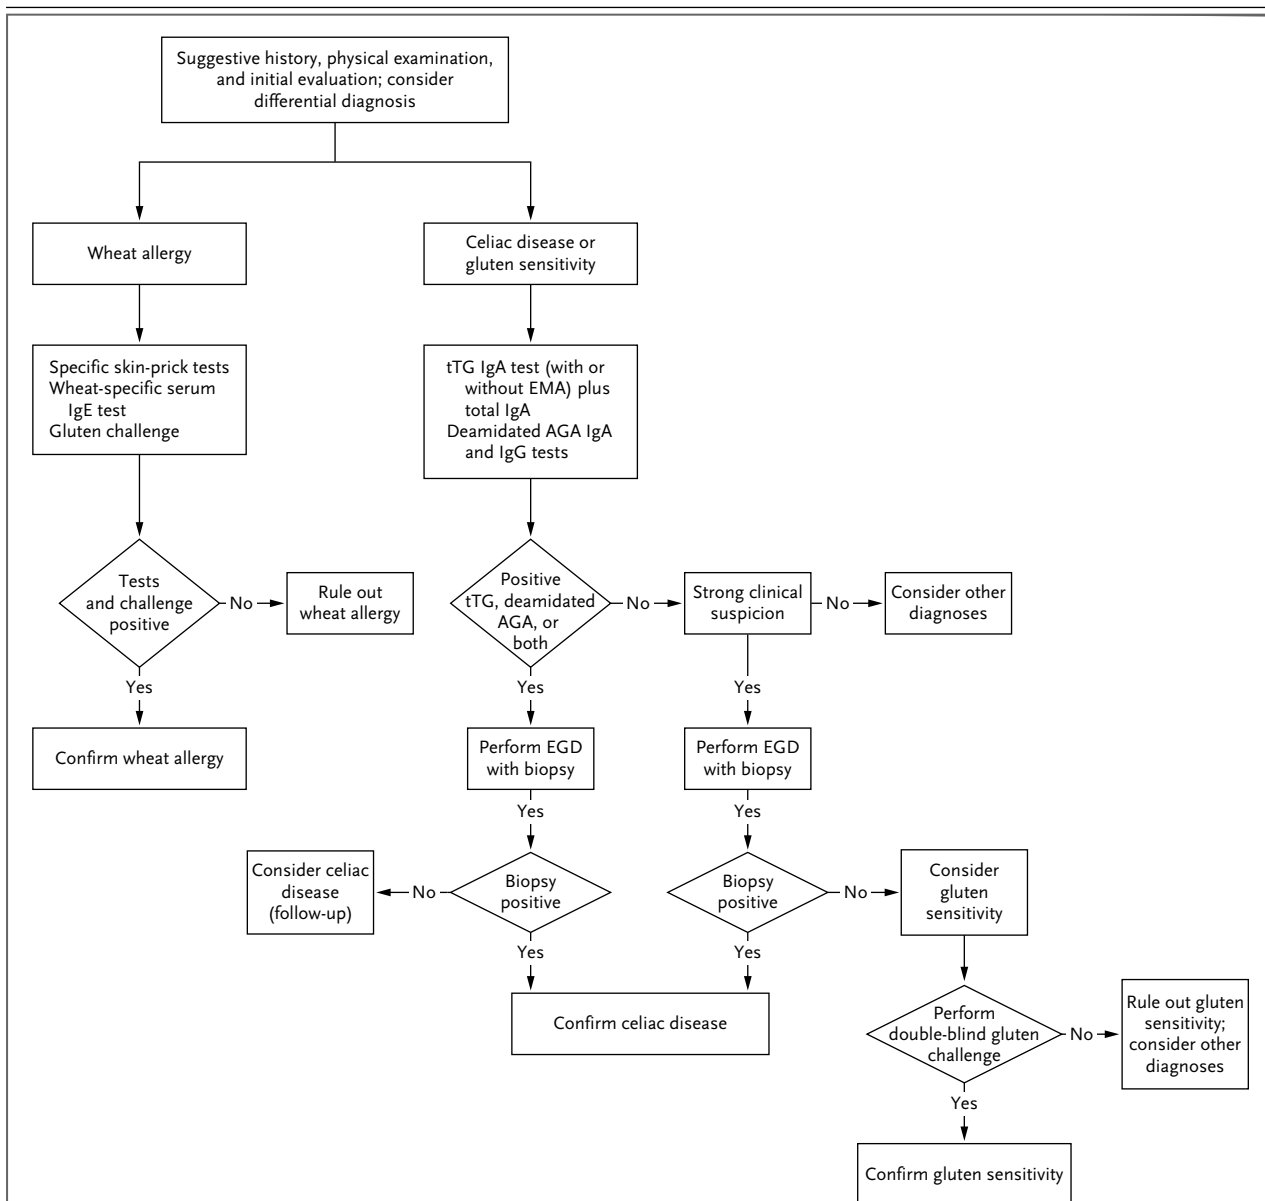 Suggestive history, physical examination,
and initial evaluation; consider
differential diagnosis
Wheat allergy
Celiac disease or
gluten sensitivity
Specific skin-prick tests
Wheat-specific serum
IgE test
Gluten challenge
tTG IgA test (with or
without EMA) plus
total IgA
Deamidated AGA IgA
and IgG tests
Tests
and challenge
positive
No
Rule out
wheat allergy
Positive
tTG, deamidated
AGA, or
both
No
Strong clinical
suspicion
No
Consider other
diagnoses
Yes
Yes
Yes
Confirm wheat allergy
Perform EGD
with biopsy
Perform EGD
with biopsy
Yes
Yes
Consider celiac
disease
(follow-up)
No
Biopsy
positive
Biopsy
positive
No
Consider
gluten
sensitivity
Yes
Yes
Confirm celiac disease
Perform
double-blind gluten
challenge
No
Rule out gluten
sensitivity;
consider other
diagnoses
Yes
Confirm gluten sensitivity